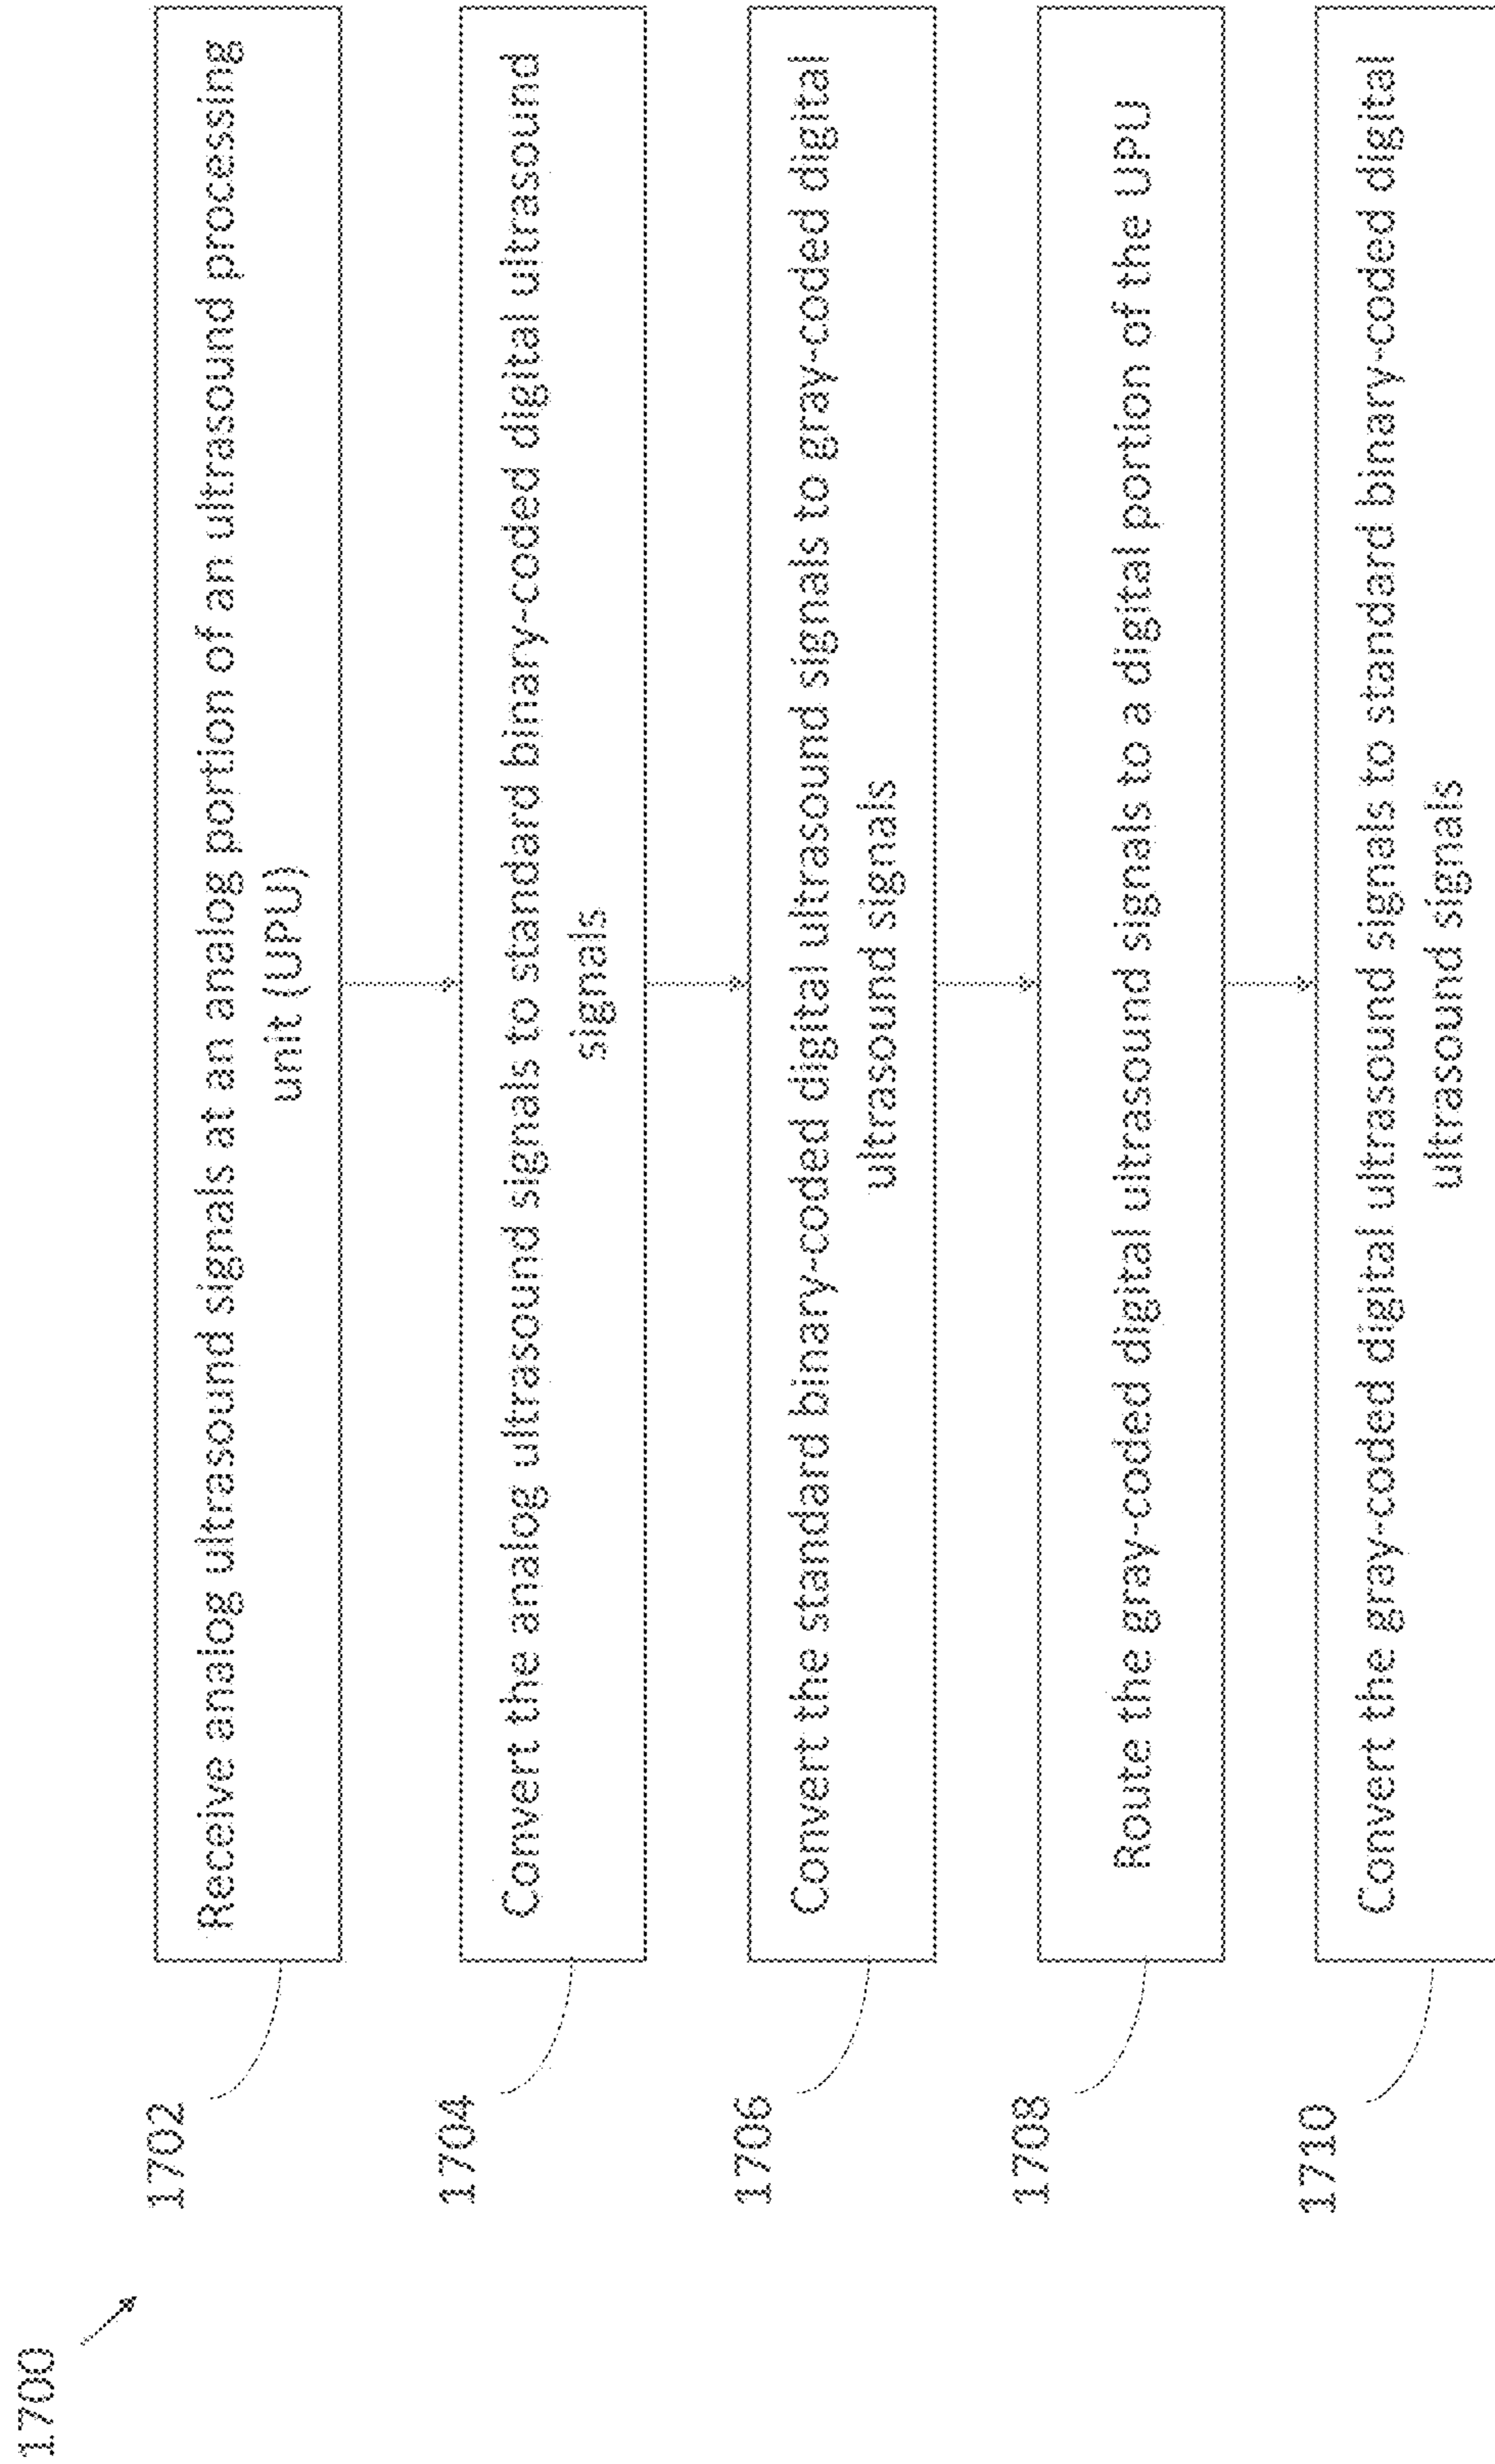 1700
1702
Receive analog ultrasound signals at an analog portion of an ultrasound processing
unit (UPU)
1704
Convert the analog ultrasound signals to standard binary-coded digital ultrasound
signals
1706
Convert the standard binary-coded digital ultrasound signals to gray-coded digital
ultrasound signals
1708
Route the gray-coded digital ultrasound signals to a digital portion of the UPU
1710
Convert the gray-coded digital ultrasound signals to standard binary-coded digital
ultrasound signals